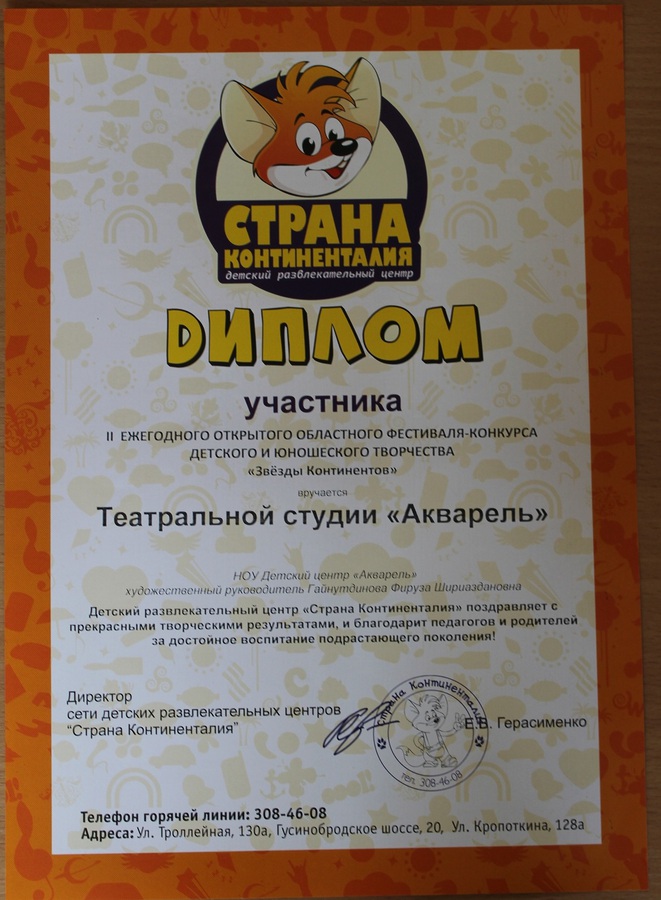 СТРАНА
КОНТИНЕНТАЛИЯ
детский развлекательный центр
ДИПЛОМ
участника
II ЕЖЕГОДНОГО ОТКРЫТОГО ОБЛАСТНОГО ФЕСТИВАЛЯ-КОНКУРСА
ДЕТСКОГО И ЮНОШЕСКОГО ТВОРЧЕСТВА
«Звёзды Континентов»
вручается
Театральной студии «Акварель»
НОУ Детский центр «Акварель»
художественный руководитель Гайнутдинова Фируза Шириаздановна
Детский развлекательный центр «Страна Континенталия» поздравляет с
прекрасными творческими результатами, и благодарит педагогов и родителей
за достойное воспитание подрастающего поколения!
Директор
сети детских развлекательных центров
"Страна Континенталия"
Е.В. Герасименко
Страна Континенталия
тел. 308-46-08
Телефон горячей линии: 308-46-08
Адреса: Ул. Троллейная, 130а, Гусинобродское шоссе, 20, Ул. Кропоткина, 128а